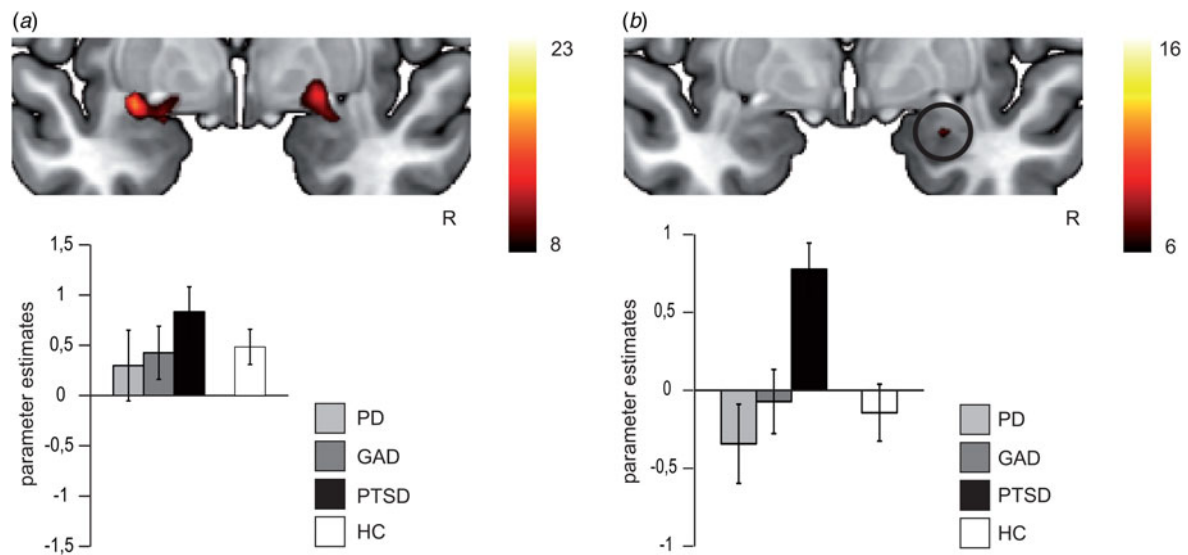 (a)
23
8
R
1,5
1
0,5
0
-0,5
-1
-1,5
parameter estimates
PD
GAD
PTSD
HC
(b)
16
6
R
1
0,5
0
-0,5
-1
parameter estimates
PD
GAD
PTSD
HC